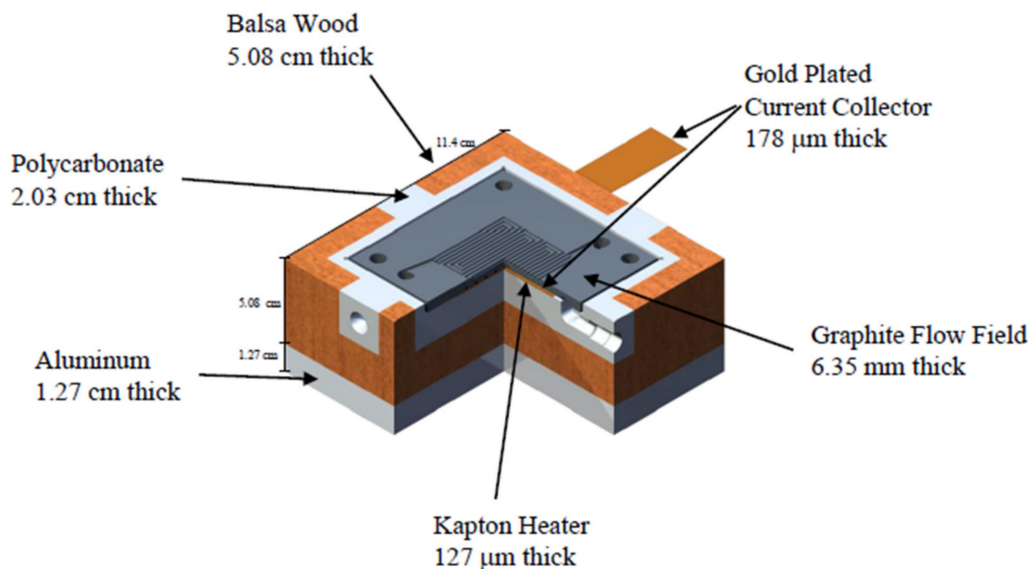 Balsa Wood
5.08 cm thick
Gold Plated
Current Collector
178 μm thick
11.4 cm
Polycarbonate
2.03 cm thick
5.08 cm
1.27 cm
Aluminum
1.27 cm thick
Graphite Flow Field
6.35 mm thick
Kapton Heater
127 μm thick